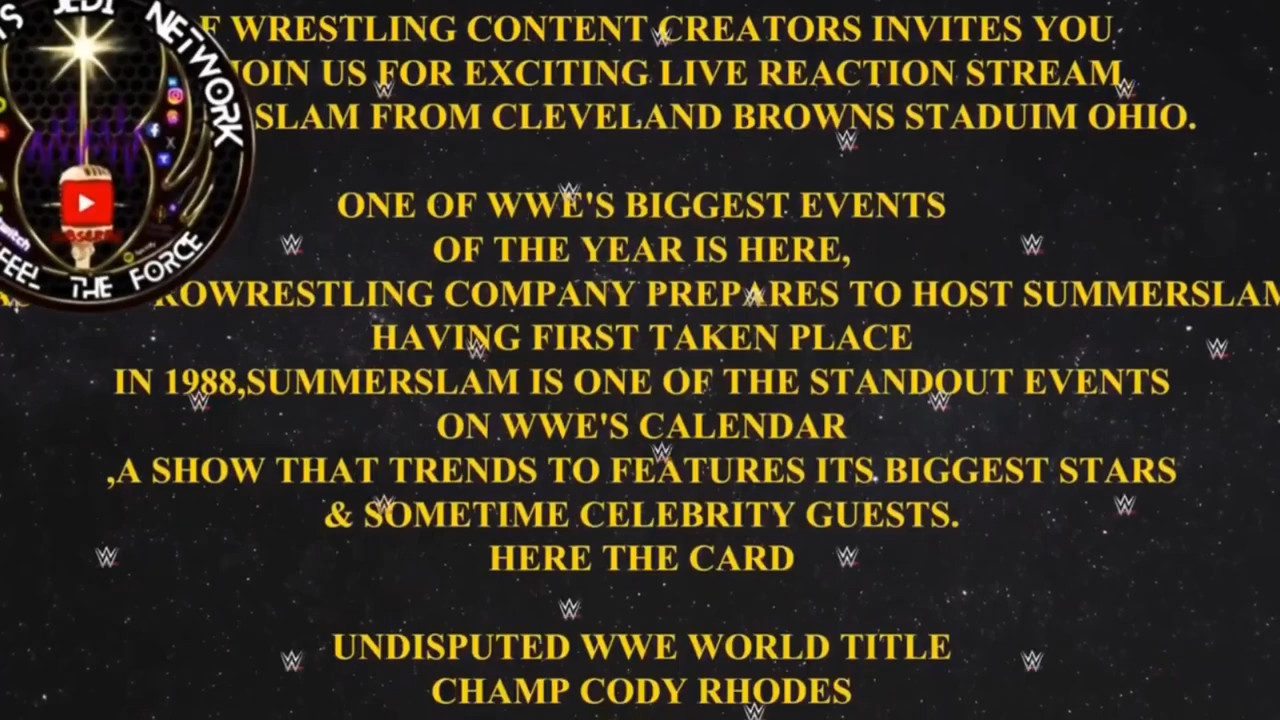 JEDI NETWORK
FEEL THE FORCE
WRESTLING CONTENT CREATORS INVITES YOU
JOIN US FOR EXCITING LIVE REACTION STREAM
SLAM FROM CLEVELAND BROWNS STADUIM OHIO.
ONE OF WWE'S BIGGEST EVENTS
OF THE YEAR IS HERE,
ROWRESTLING COMPANY PREPARES TO HOST SUMMERSLAM
HAVING FIRST TAKEN PLACE
IN 1988,SUMMERSLAM IS ONE OF THE STANDOUT EVENTS
ON WWE'S CALENDAR
,A SHOW THAT TRENDS TO FEATURES ITS BIGGEST STARS
& SOMETIME CELEBRITY GUESTS.
HERE THE CARD
UNDISPUTED WWE WORLD TITLE
CHAMP CODY RHODES